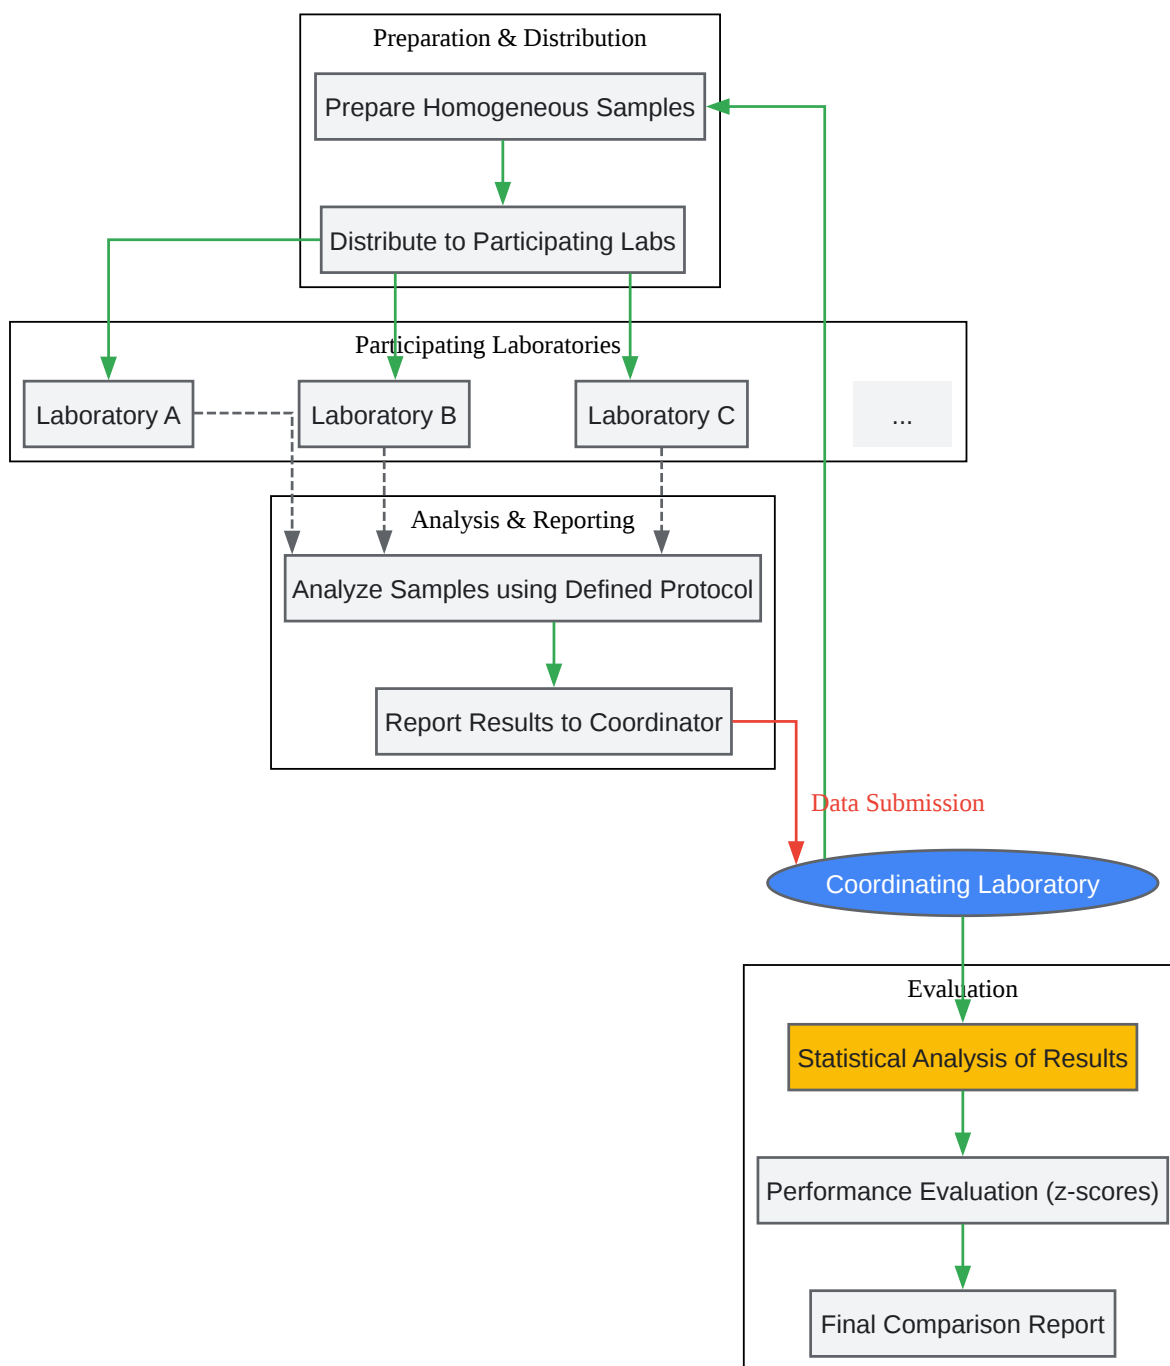 Preparation & Distribution
Prepare Homogeneous Samples
Distribute to Participating Labs
Participating Laboratories
Laboratory A
Laboratory B
Laboratory C
...
Analysis & Reporting
Analyze Samples using Defined Protocol
Report Results to Coordinator
Data Submission
Coordinating Laboratory
Evaluation
Statistical Analysis of Results
Performance Evaluation (z-scores)
Final Comparison Report